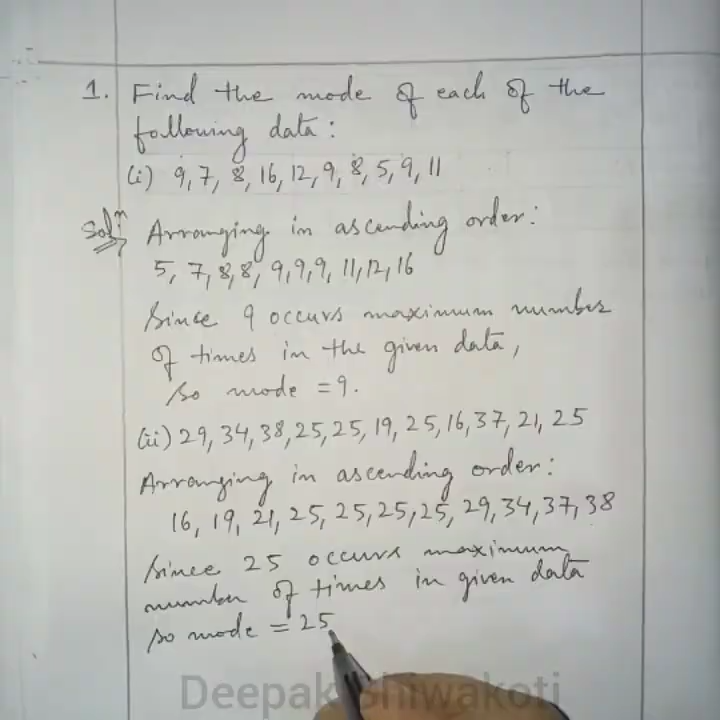 1. Find the mode of each of the
following data:
(i) 9, 7, 8, 16, 12, 9, 8, 5, 9, 11
Solⁿ: Arranging in ascending order:
5, 7, 8, 8, 9, 9, 9, 11, 12, 16
Since 9 occurs maximum number
of times in the given data,
so mode = 9.
(ii) 29, 34, 38, 25, 25, 19, 25, 16, 37, 21, 25
Arranging in ascending order:
16, 19, 21, 25, 25, 25, 25, 29, 34, 37, 38
Since 25 occurs maximum
number of times in given data
so mode = 25
Deepak Shiwakoti